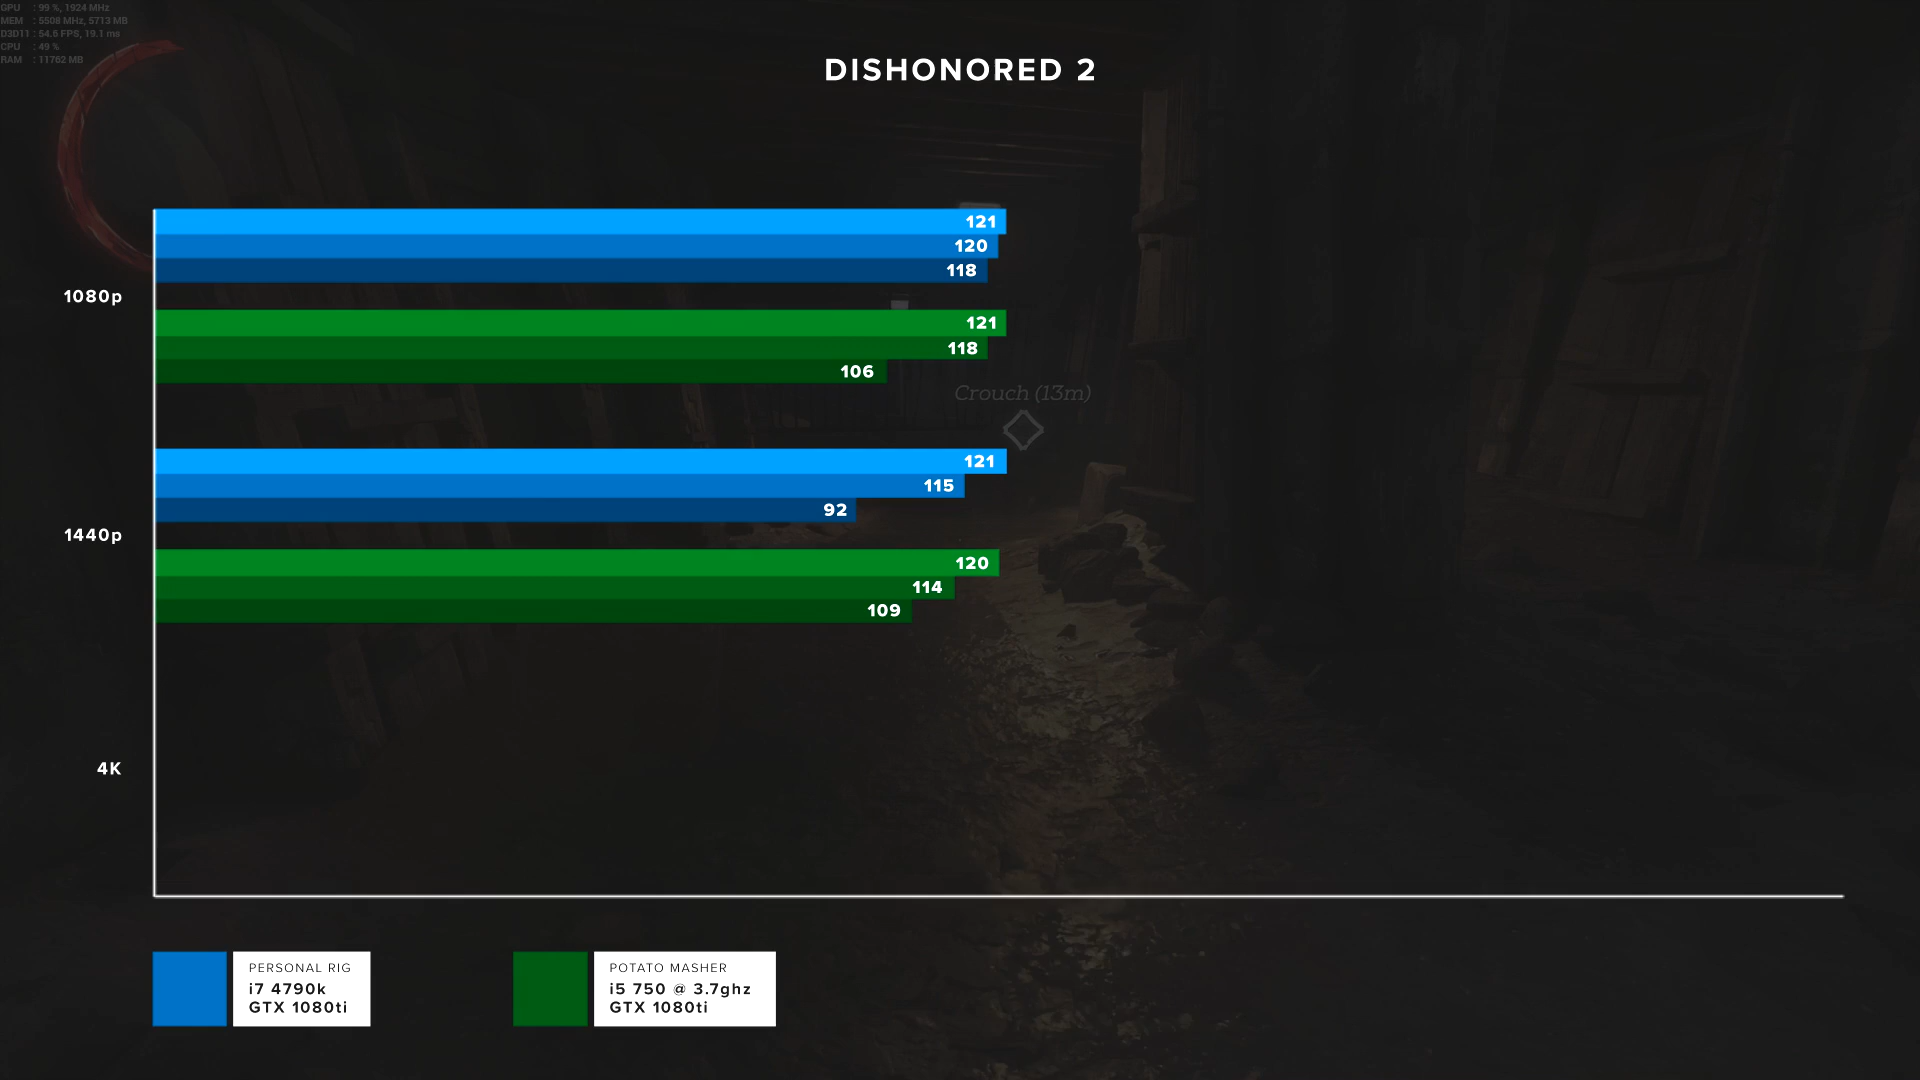 GPU : 99 %, 1924 MHz
MEM : 5508 MHz, 5713 MB
D3D11 : 54.6 FPS, 19.1 ms
CPU : 49 %
RAM : 11762 MB
DISHONORED 2
121
120
118
1080p
121
118
106
Crouch (13m)
121
115
92
1440p
120
114
109
4K
PERSONAL RIG
i7 4790k
GTX 1080ti
POTATO MASHER
i5 750 @ 3.7ghz
GTX 1080ti